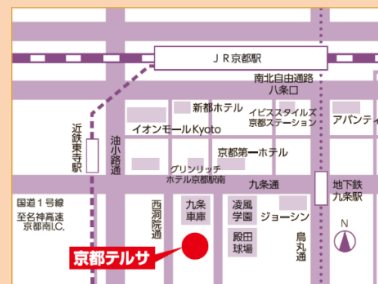 JR京都駅
南北自由通路
八条口
新都ホテル
イビススタイルズ
京都ステーション
アバンティ
イオンモールKyoto
近鉄東寺駅
油小路通
京都第一ホテル
グリンリッチ
ホテル京都駅南
九条通
地下鉄
九条駅
国道1号線
至名神高速
京都南I.C.
西洞院通
九条
車庫
凌風
学園
ジョーシン
殿田
球場
烏丸通
N
京都テルサ